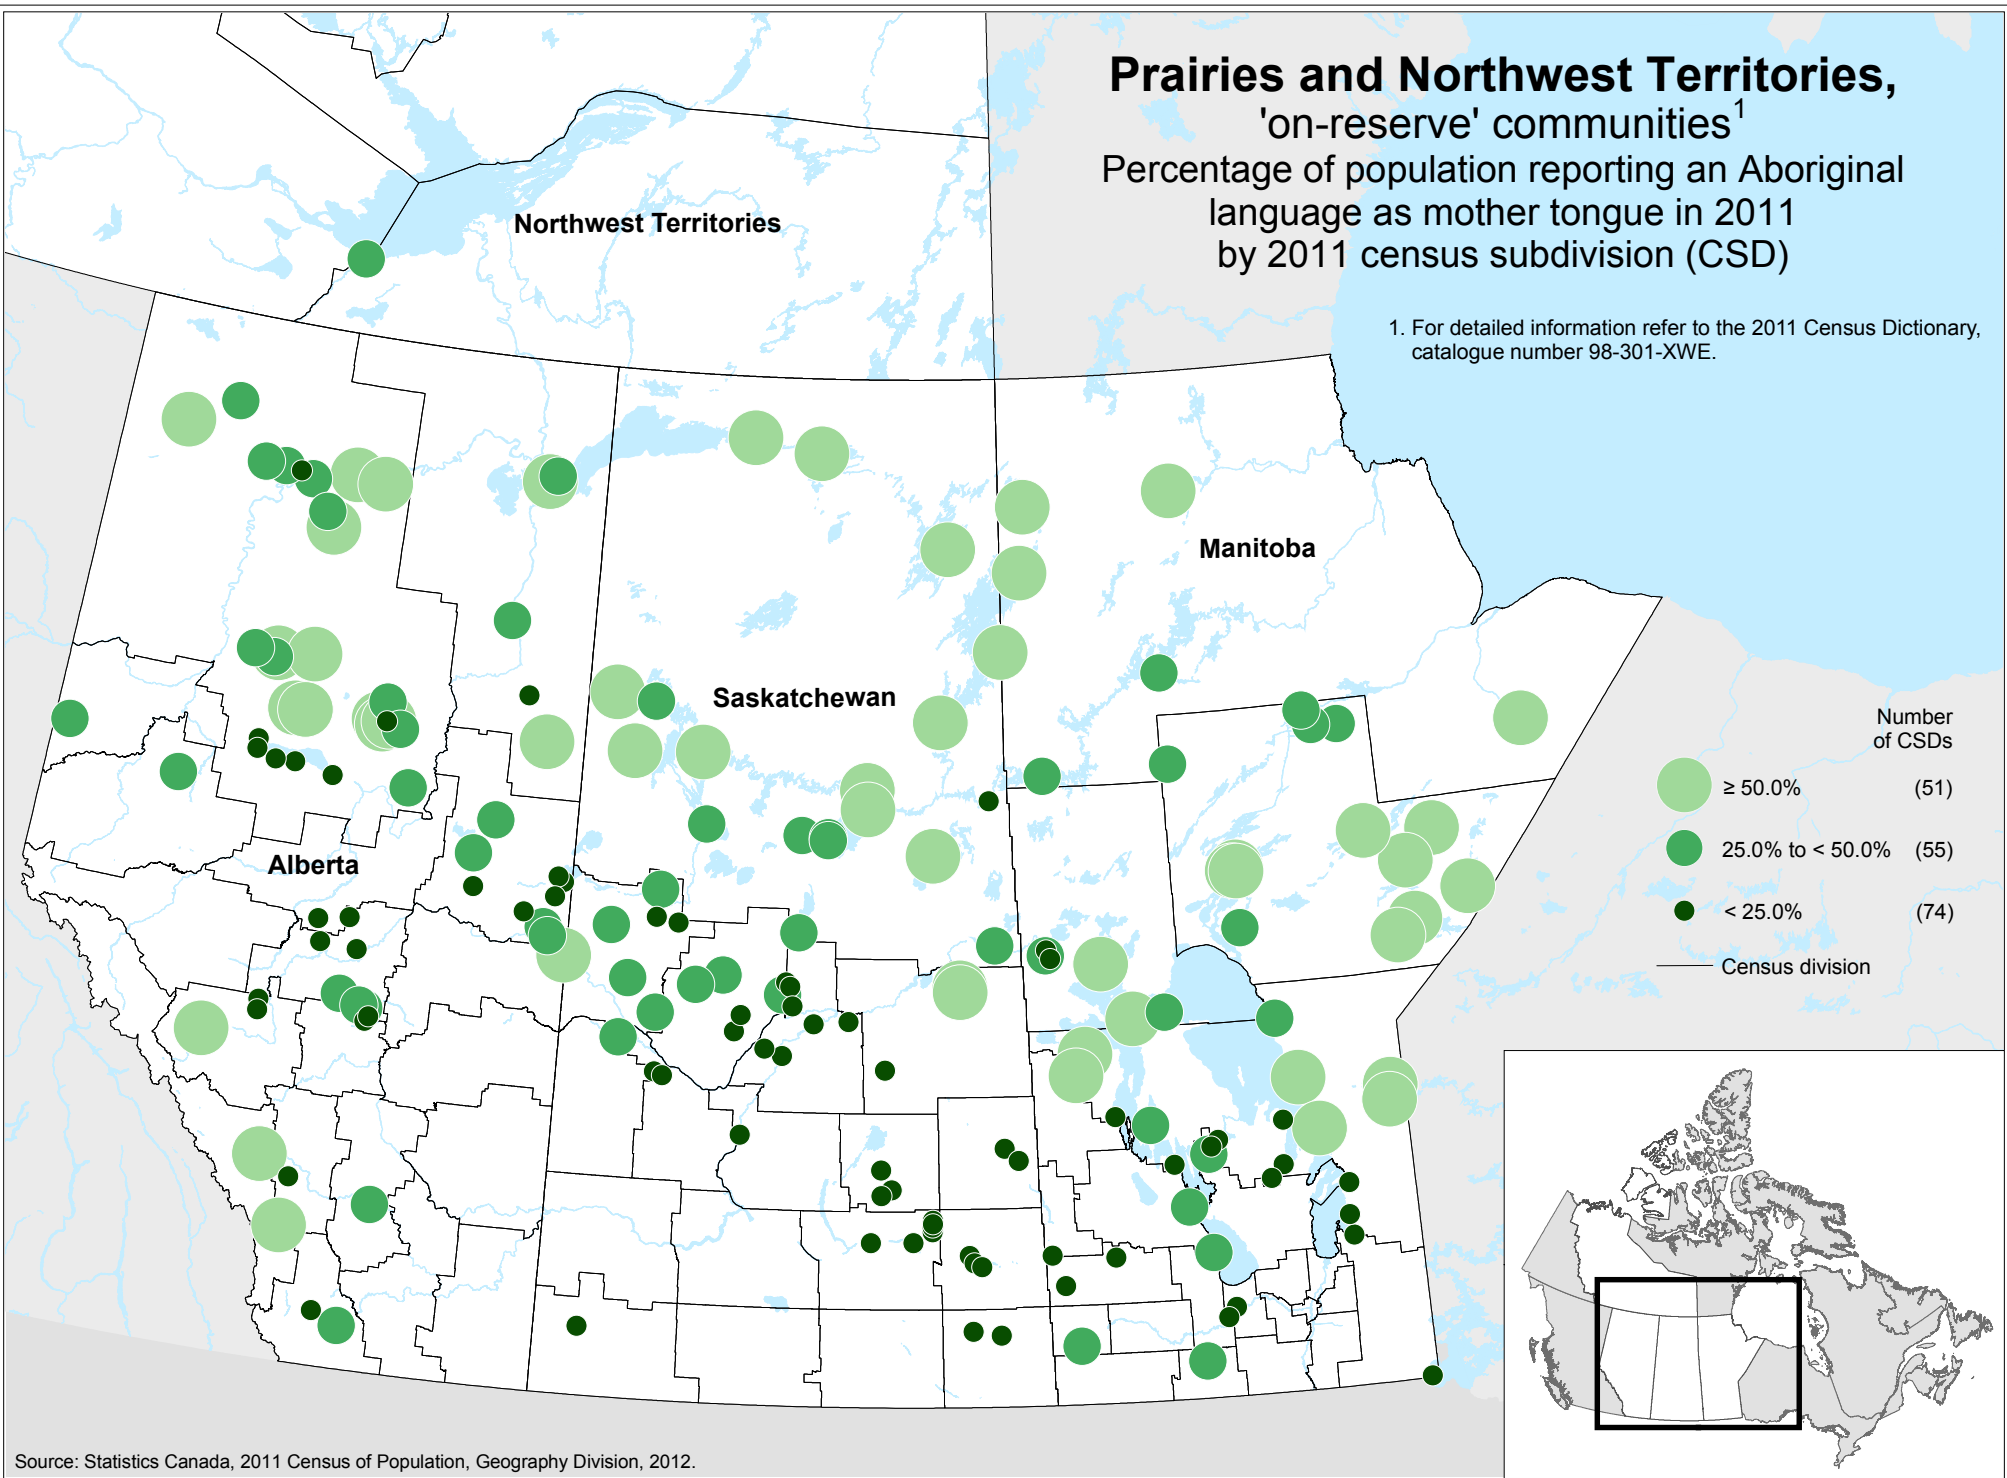 Prairies and Northwest Territories,
'on-reserve' communities1
Percentage of population reporting an Aboriginal
language as mother tongue in 2011
by 2011 census subdivision (CSD)
1. For detailed information refer to the 2011 Census Dictionary,
catalogue number 98-301-XWE.
Northwest Territories
Manitoba
Saskatchewan
Alberta
Number
of CSDs
≥ 50.0% (51)
25.0% to < 50.0% (55)
< 25.0% (74)
Census division
Source: Statistics Canada, 2011 Census of Population, Geography Division, 2012.